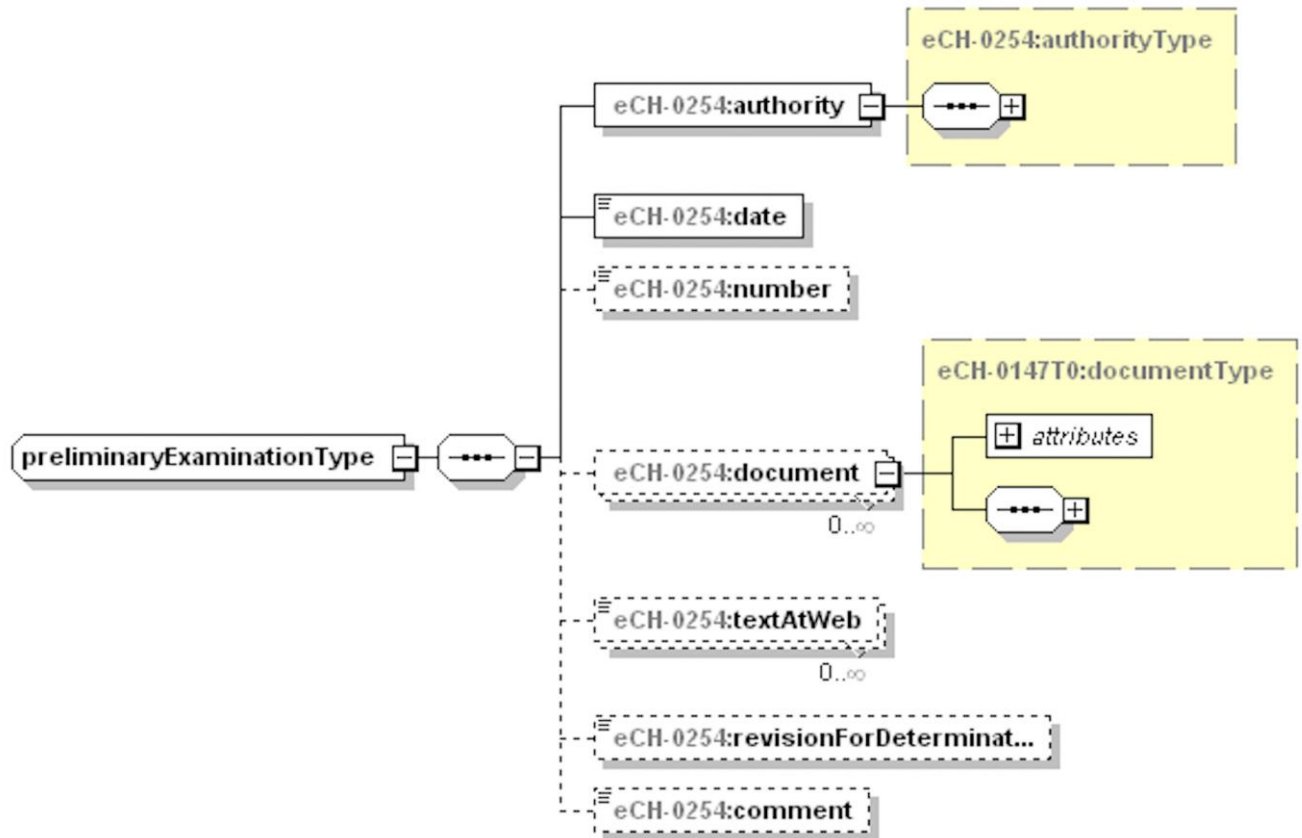 eCH-0254:authorityType
eCH-0254:authority
eCH-0254:date
eCH-0254:number
eCH-0147T0:documentType
attributes
preliminaryExaminationType
eCH-0254:document
0..∞
eCH-0254:textAtWeb
0..∞
eCH-0254:revisionForDeterminat...
eCH-0254:comment